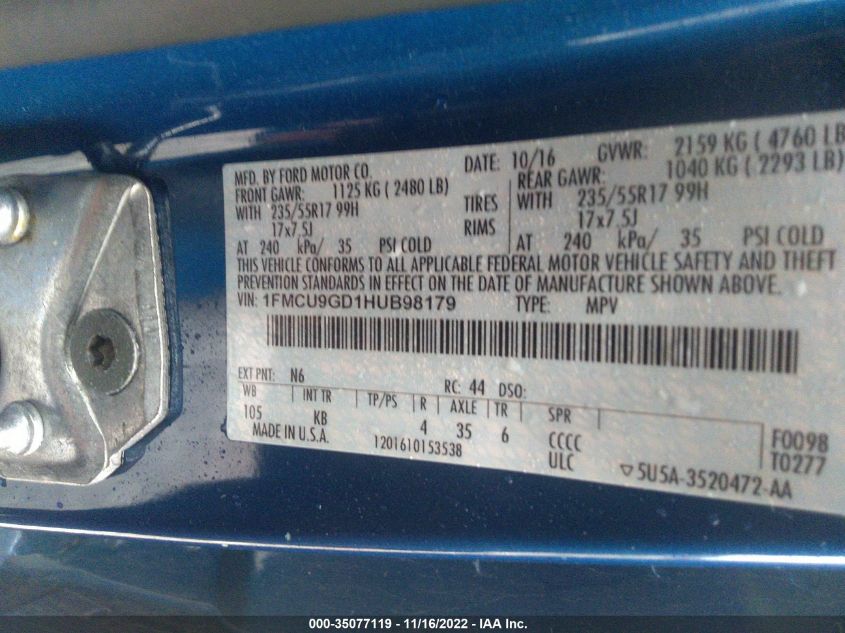 MFD. BY FORD MOTOR CO.
DATE: 10/16 GVWR: 2159 KG ( 4760 LB
FRONT GAWR: 1125 KG ( 2480 LB) REAR GAWR: 1040 KG ( 2293 LB)
WITH 235/55R17 99H TIRES WITH 235/55R17 99H
17x7.5J RIMS 17x7.5J
AT 240 kPa/ 35 PSI COLD AT 240 kPa/ 35 PSI COLD
THIS VEHICLE CONFORMS TO ALL APPLICABLE FEDERAL MOTOR VEHICLE SAFETY AND THEFT
PREVENTION STANDARDS IN EFFECT ON THE DATE OF MANUFACTURE SHOWN ABOVE.
VIN: 1FMCU9GD1HUB98179 TYPE: MPV
EXT PNT: N6 RC: 44 DSO:
WB INT TR TP/PS R AXLE TR SPR
105 KB 4 35 6 CCCC F0098
MADE IN U.S.A. 1201610153538 ULC T0277
▽5U5A-3520472-AA
000-35077119 - 11/16/2022 - IAA Inc.